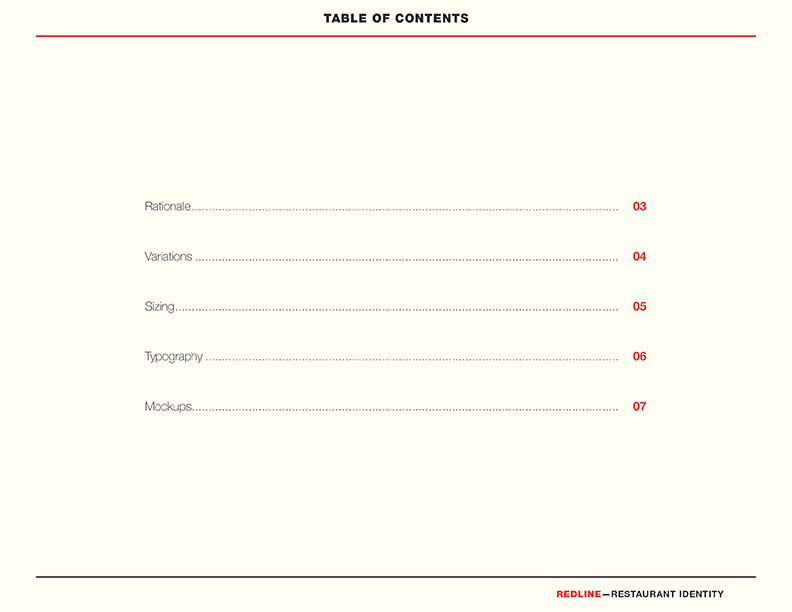 TABLE OF CONTENTS
Rationale........................................................................................................................................ 03
Variations ....................................................................................................................................... 04
Sizing............................................................................................................................................. 05
Typography .................................................................................................................................... 06
Mockups........................................................................................................................................ 07
REDLINE—RESTAURANT IDENTITY